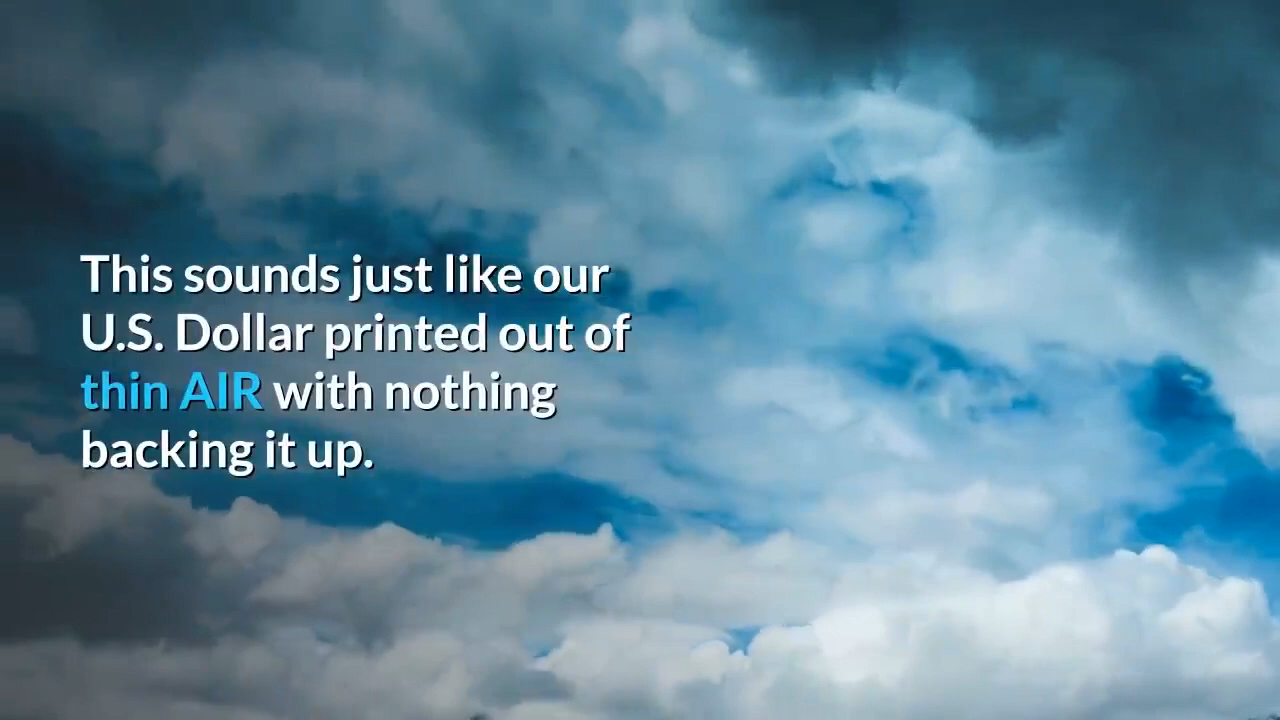 This sounds just like our
U.S. Dollar printed out of
thin AIR with nothing
backing it up.